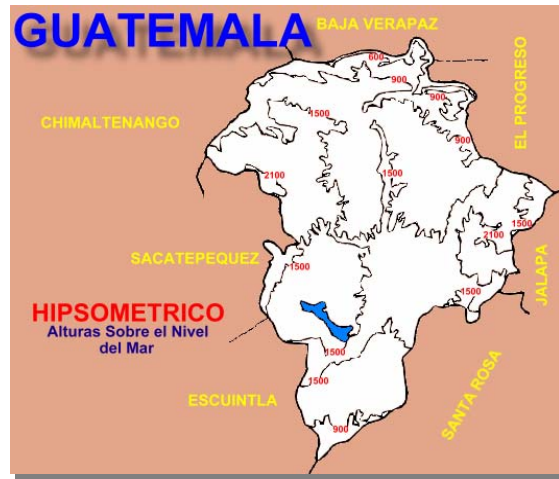 GUATEMALA
BAJA VERAPAZ
EL PROGRESO
600
900
900
1500
CHIMALTENANGO
900
1500
2100
1500
2100
SACATEPEQUEZ
1500
JALAPA
1500
HIPSOMETRICO
Alturas Sobre el Nivel
del Mar
1500
SANTA ROSA
1500
ESCUINTLA
900